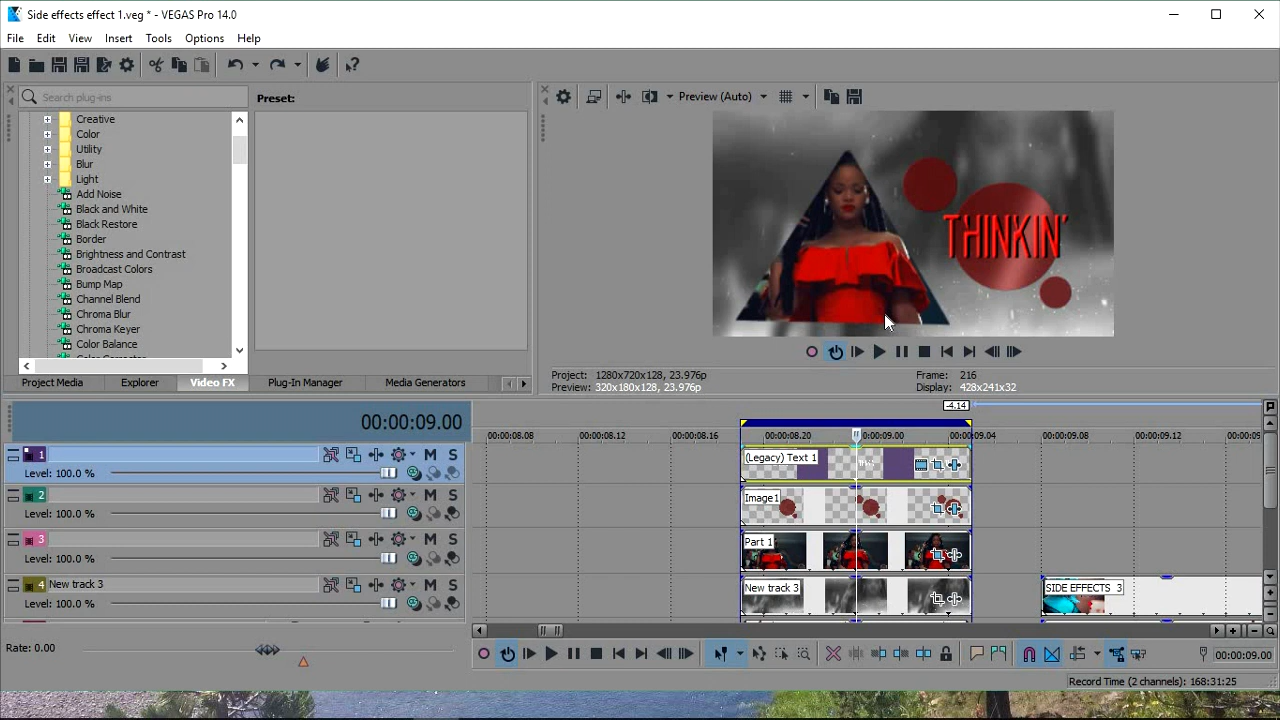 Side effects effect 1.veg * - VEGAS Pro 14.0
File Edit View Insert Tools Options Help
Search plug-ins
Preset:
Preview (Auto)
Creative
Color
Utility
Blur
Light
Add Noise
Black and White
Black Restore
Border
Brightness and Contrast
Broadcast Colors
Bump Map
Channel Blend
Chroma Blur
Chroma Keyer
Color Balance
THINKIN'
Project Media Explorer Video FX Plug-In Manager Media Generators
Project: 1280x720x128, 23.976p
Preview: 320x180x128, 23.976p
Frame: 216
Display: 428x241x32
-4.14
00:00:09.00
00:00:08.08 00:00:08.12 00:00:08.16 00:00:08.20 00:00:09.00 00:00:09.04 00:00:09.08 00:00:09.12
1 M S
Level: 100.0 %
(Legacy) Text 1
2 M S
Level: 100.0 %
Image1
3 M S
Level: 100.0 %
Part 1
4 New track 3 M S
Level: 100.0 %
New track 3
SIDE EFFECTS 3
Rate: 0.00
00:00:09.00
Record Time (2 channels): 168:31:25